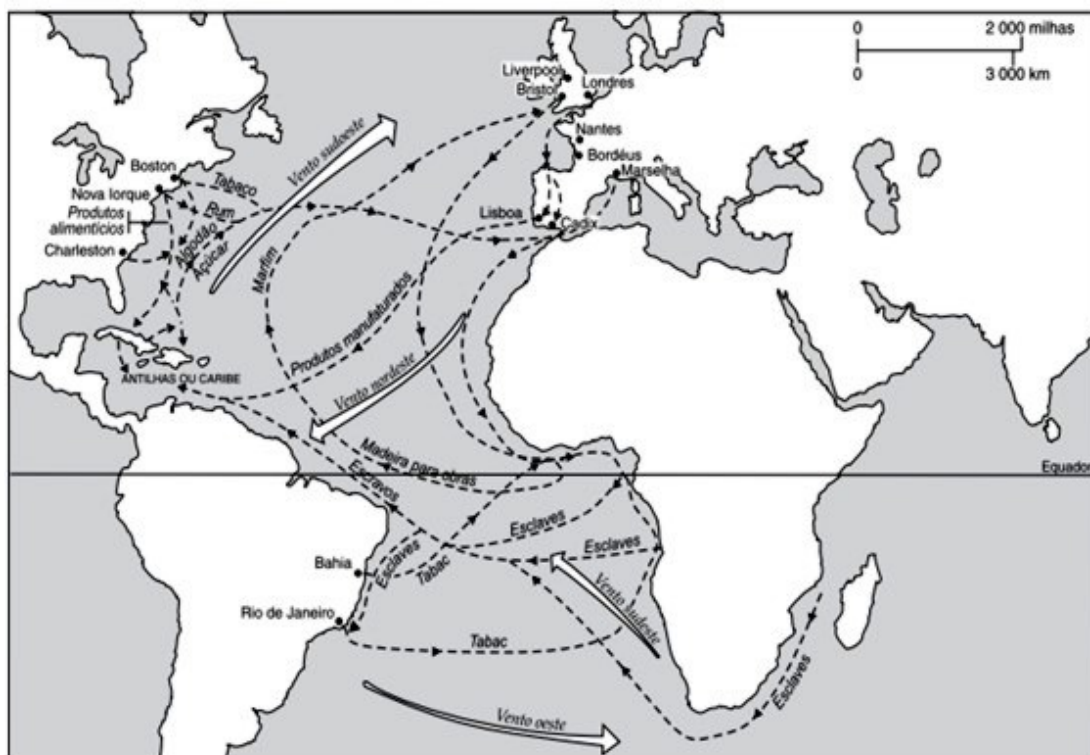 0 2 000 milhas
0 3 000 km
Liverpool
Londres
Bristol
Nantes
Bordéus
Marselha
Lisboa
Cádix
Boston
Nova Iorque
Produtos
alimentícios
Charleston
Tabaco
Rum
Algodão
Açúcar
Vento sudoeste
Marfim
Produtos manufaturados
ANTILHAS OU CARIBE
Vento nordeste
Madeira para obras
Equador
Escravos
Esclaves
Esclaves
Esclaves
Tabac
Bahia
Rio de Janeiro
Vento sudeste
Tabac
Esclaves
Vento oeste